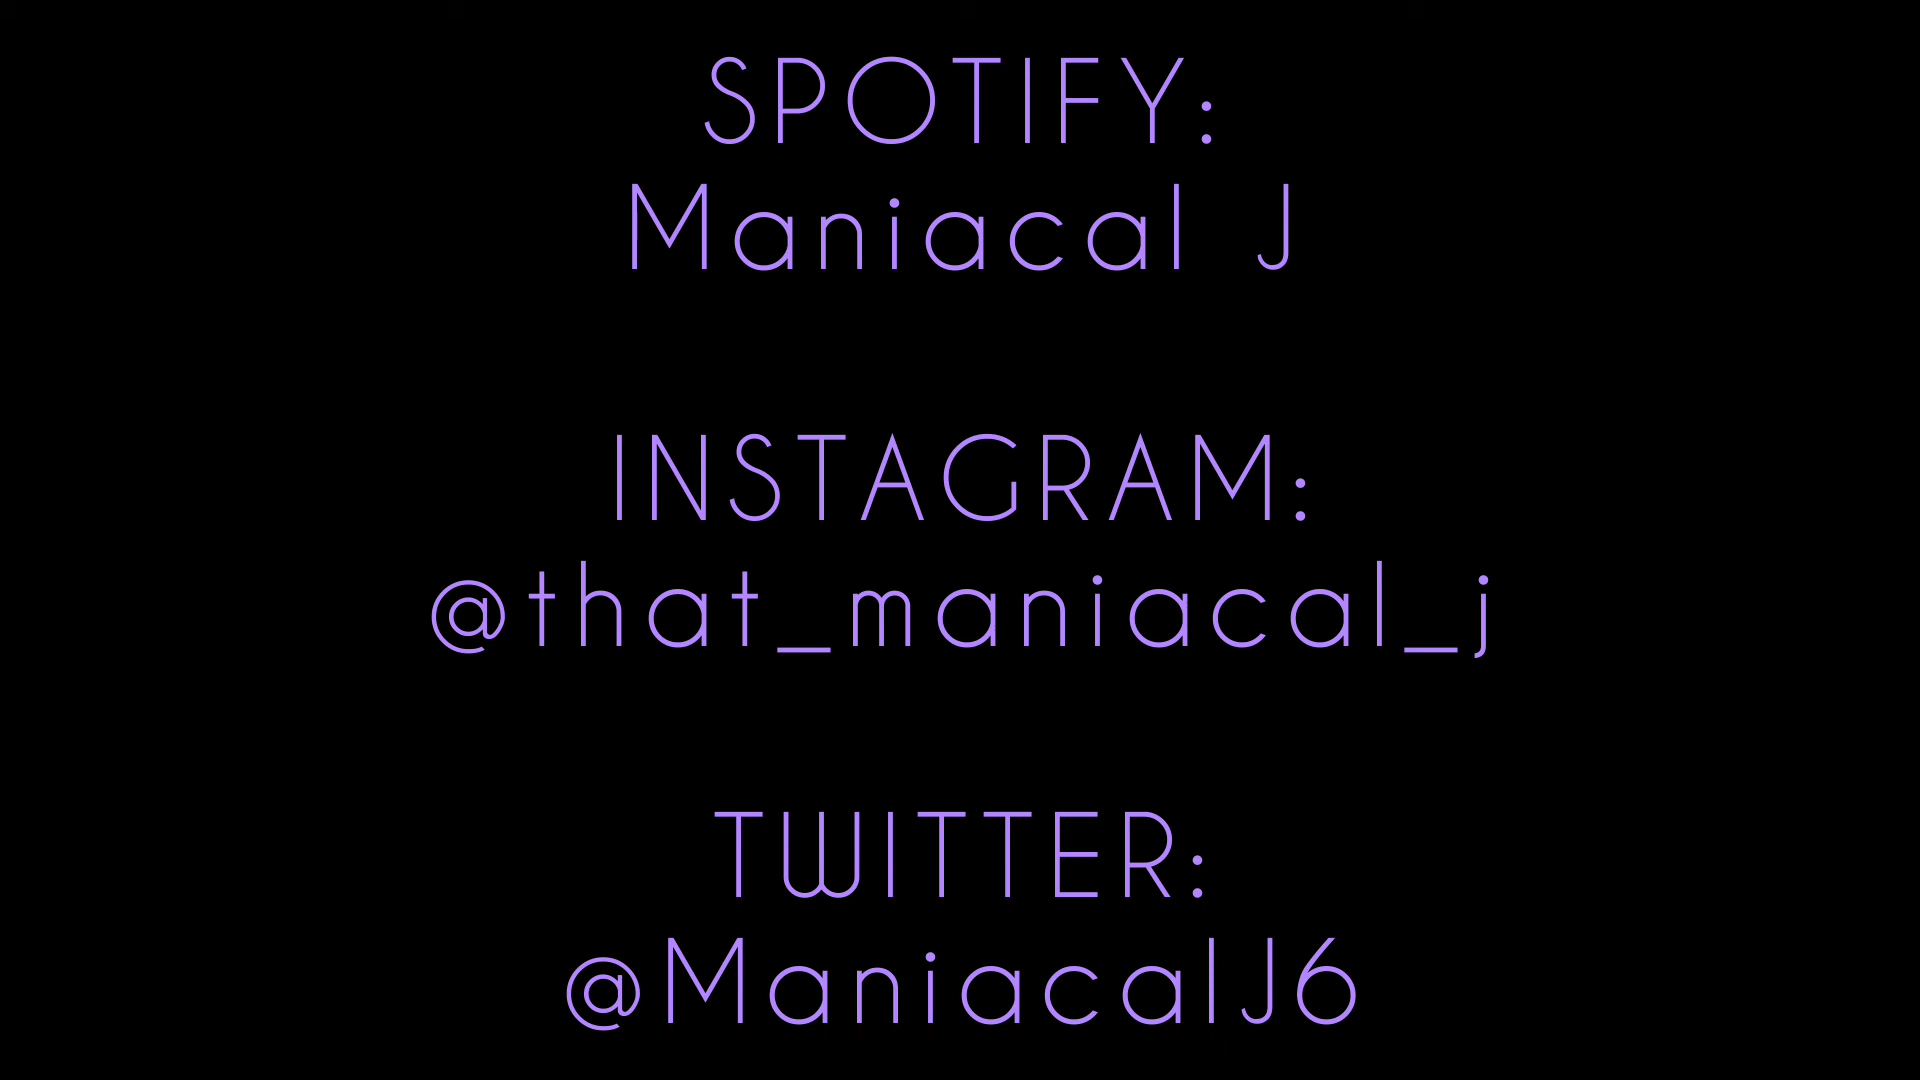 SPOTIFY:
Maniacal J
INSTAGRAM:
@that_maniacal_j
TWITTER:
@ManiacalJ6